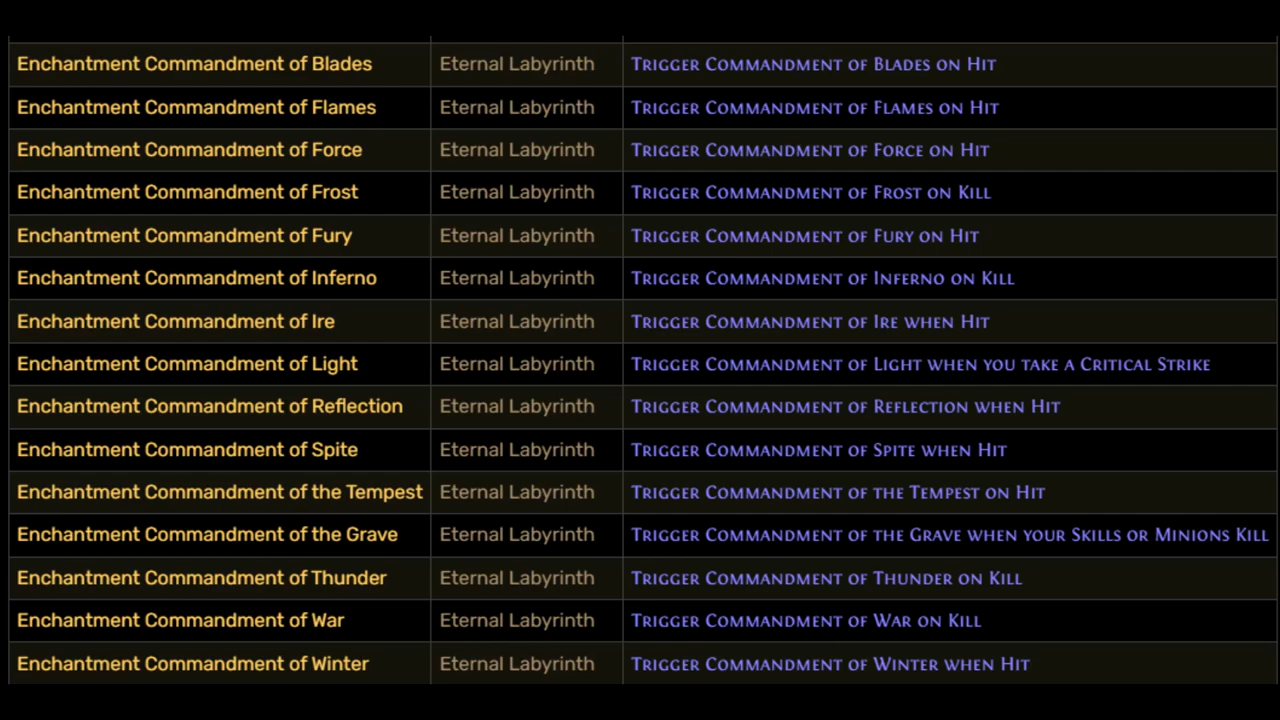 Enchantment Commandment of Blades Eternal Labyrinth Trigger Commandment of Blades on Hit
Enchantment Commandment of Flames Eternal Labyrinth Trigger Commandment of Flames on Hit
Enchantment Commandment of Force Eternal Labyrinth Trigger Commandment of Force on Hit
Enchantment Commandment of Frost Eternal Labyrinth Trigger Commandment of Frost on Kill
Enchantment Commandment of Fury Eternal Labyrinth Trigger Commandment of Fury on Hit
Enchantment Commandment of Inferno Eternal Labyrinth Trigger Commandment of Inferno on Kill
Enchantment Commandment of Ire Eternal Labyrinth Trigger Commandment of Ire when Hit
Enchantment Commandment of Light Eternal Labyrinth Trigger Commandment of Light when you take a Critical Strike
Enchantment Commandment of Reflection Eternal Labyrinth Trigger Commandment of Reflection when Hit
Enchantment Commandment of Spite Eternal Labyrinth Trigger Commandment of Spite when Hit
Enchantment Commandment of the Tempest Eternal Labyrinth Trigger Commandment of the Tempest on Hit
Enchantment Commandment of the Grave Eternal Labyrinth Trigger Commandment of the Grave when your Skills or Minions Kill
Enchantment Commandment of Thunder Eternal Labyrinth Trigger Commandment of Thunder on Kill
Enchantment Commandment of War Eternal Labyrinth Trigger Commandment of War on Kill
Enchantment Commandment of Winter Eternal Labyrinth Trigger Commandment of Winter when Hit